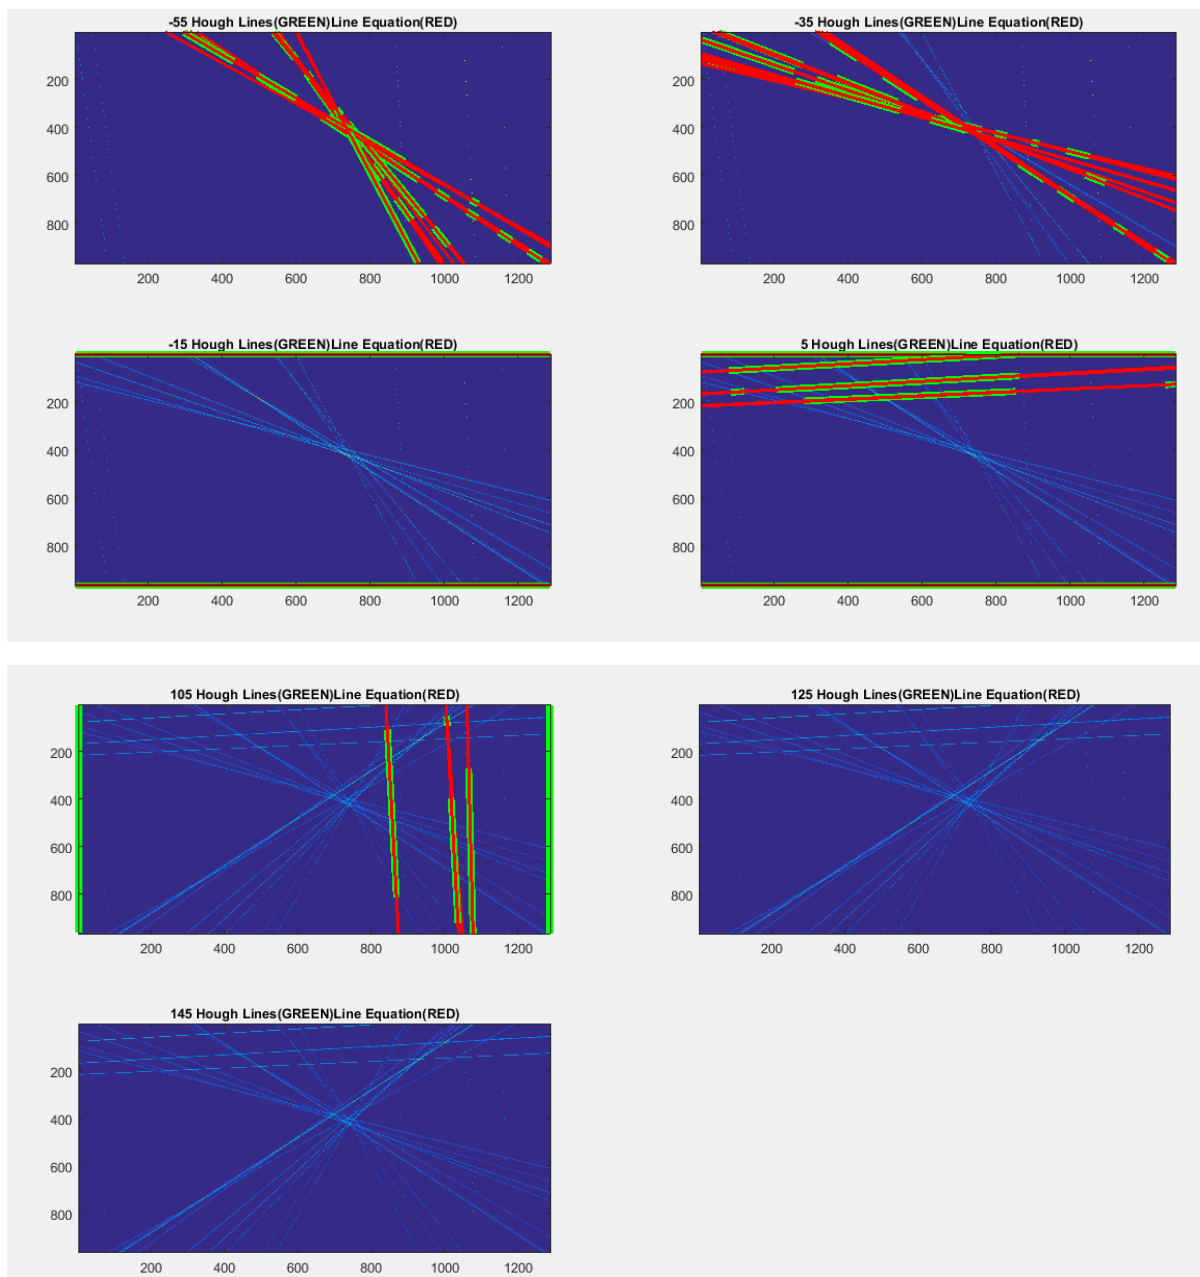 -55 Hough Lines(GREEN)Line Equation(RED)
200
400
600
800
200 400 600 800 1000 1200
-35 Hough Lines(GREEN)Line Equation(RED)
200
400
600
800
200 400 600 800 1000 1200
-15 Hough Lines(GREEN)Line Equation(RED)
200
400
600
800
200 400 600 800 1000 1200
5 Hough Lines(GREEN)Line Equation(RED)
200
400
600
800
200 400 600 800 1000 1200
105 Hough Lines(GREEN)Line Equation(RED)
200
400
600
800
200 400 600 800 1000 1200
125 Hough Lines(GREEN)Line Equation(RED)
200
400
600
800
200 400 600 800 1000 1200
145 Hough Lines(GREEN)Line Equation(RED)
200
400
600
800
200 400 600 800 1000 1200